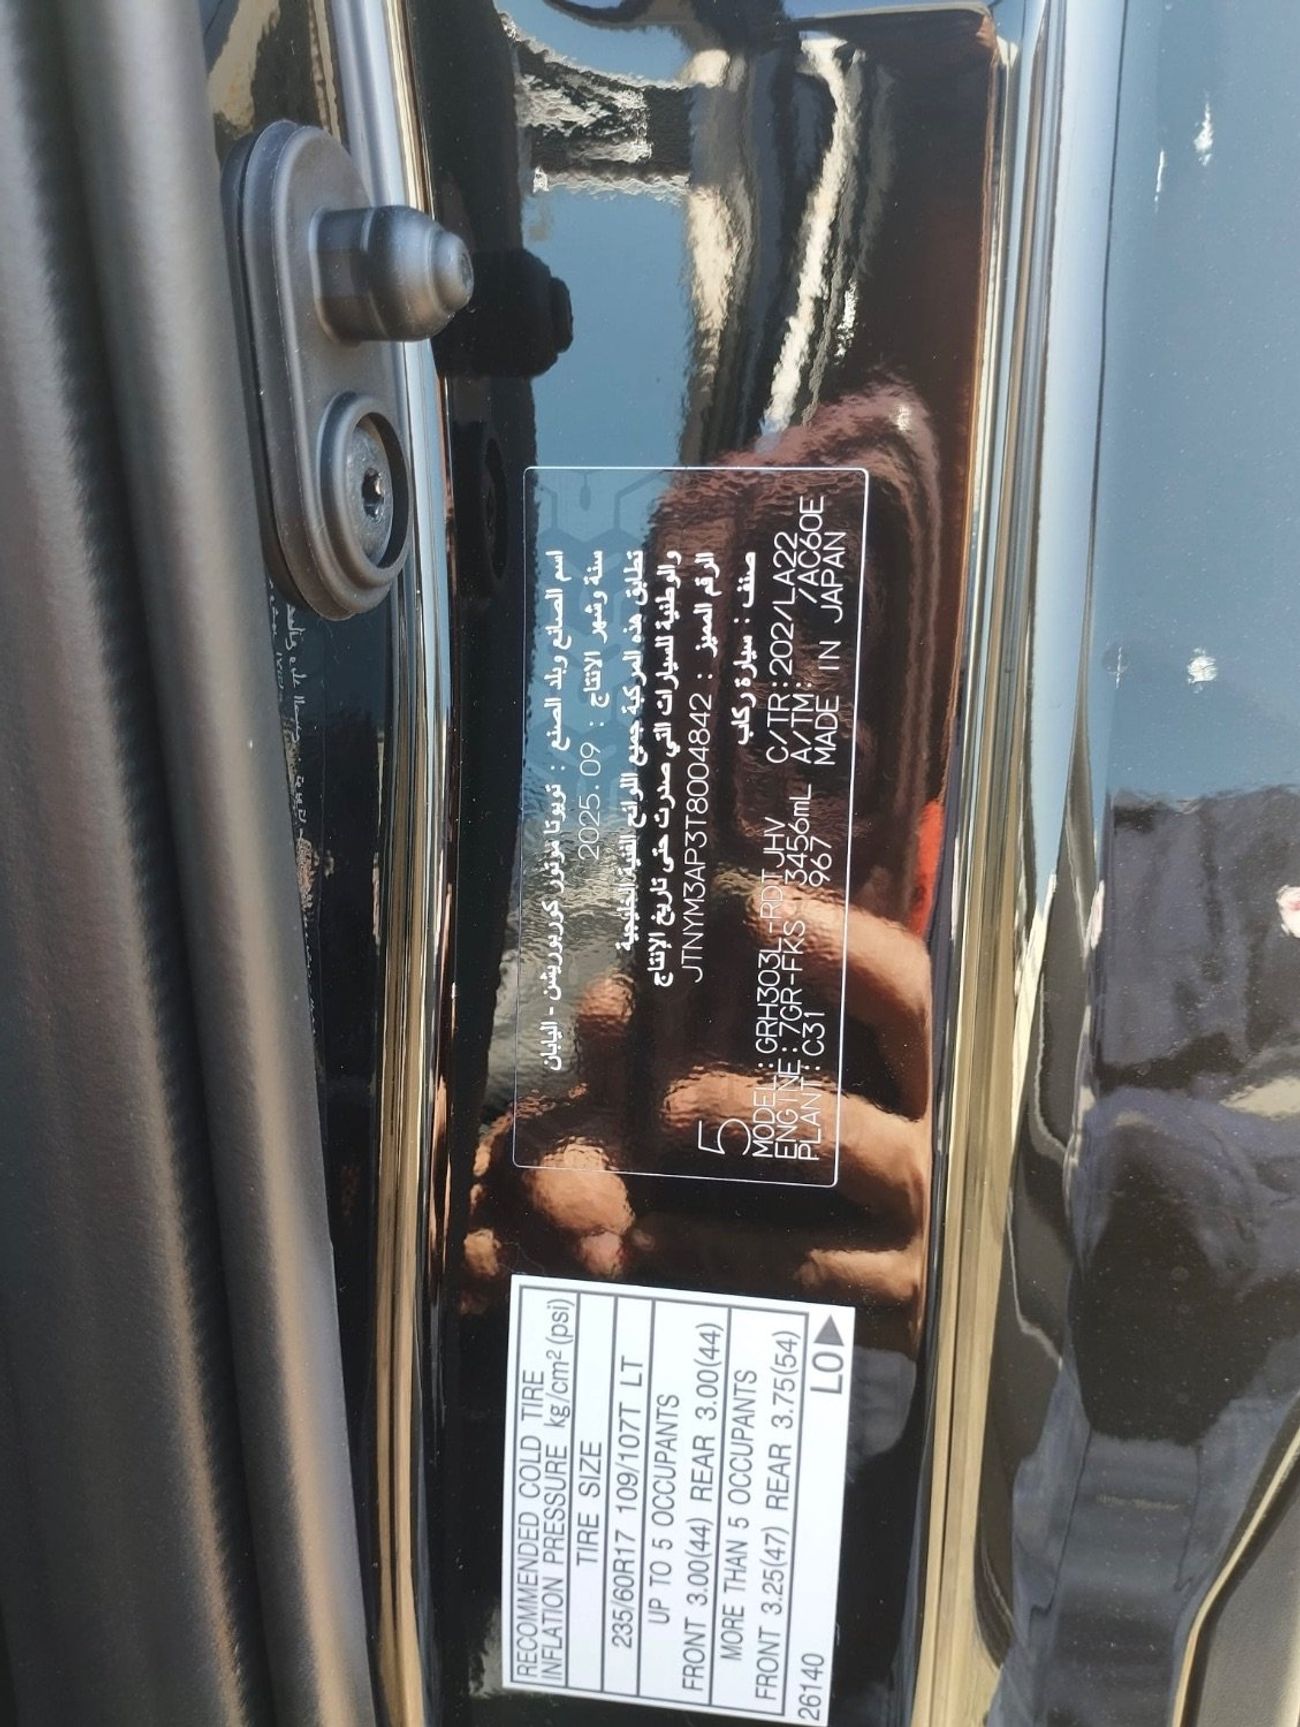 اسم الصانع وبلد الصنع : تويوتا موتور كوربوريشن - اليابان
سنة وشهر الانتاج : 2025.09
تطابق هذه المركبة جميع اللوائح الفنية الخليجية
والوطنية للسيارات التي صدرت حتى تاريخ الإنتاج
الرقم المميز : JTNYM3AP3T8004842
صنف : سيارة ركاب
5
MODEL : GRH303L-RDTJHV C/TR : 202/LA22
ENGINE : 7GR-FKS 3456mL A/TM : /AC60E
PLANT : C31 967 MADE IN JAPAN
RECOMMENDED COLD TIRE
INFLATION PRESSURE kg/cm² (psi)
TIRE SIZE
235/60R17 109/107T LT
UP TO 5 OCCUPANTS
FRONT 3.00(44) REAR 3.00(44)
MORE THAN 5 OCCUPANTS
FRONT 3.25(47) REAR 3.75(54)
26140 LO